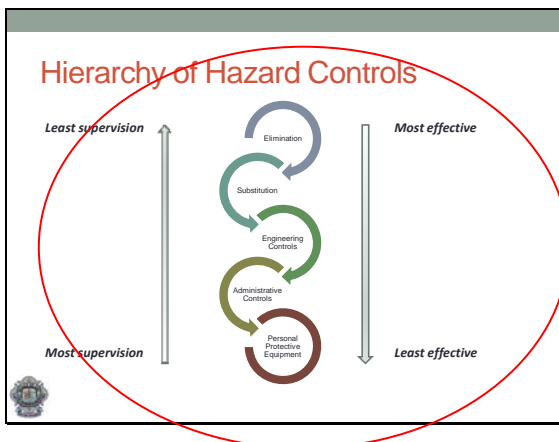 Hierarchy of Hazard Controls
Least supervision
Most effective
Elimination
Substitution
Engineering
Controls
Administrative
Controls
Personal
Protective
Equipment
Most supervision
Least effective